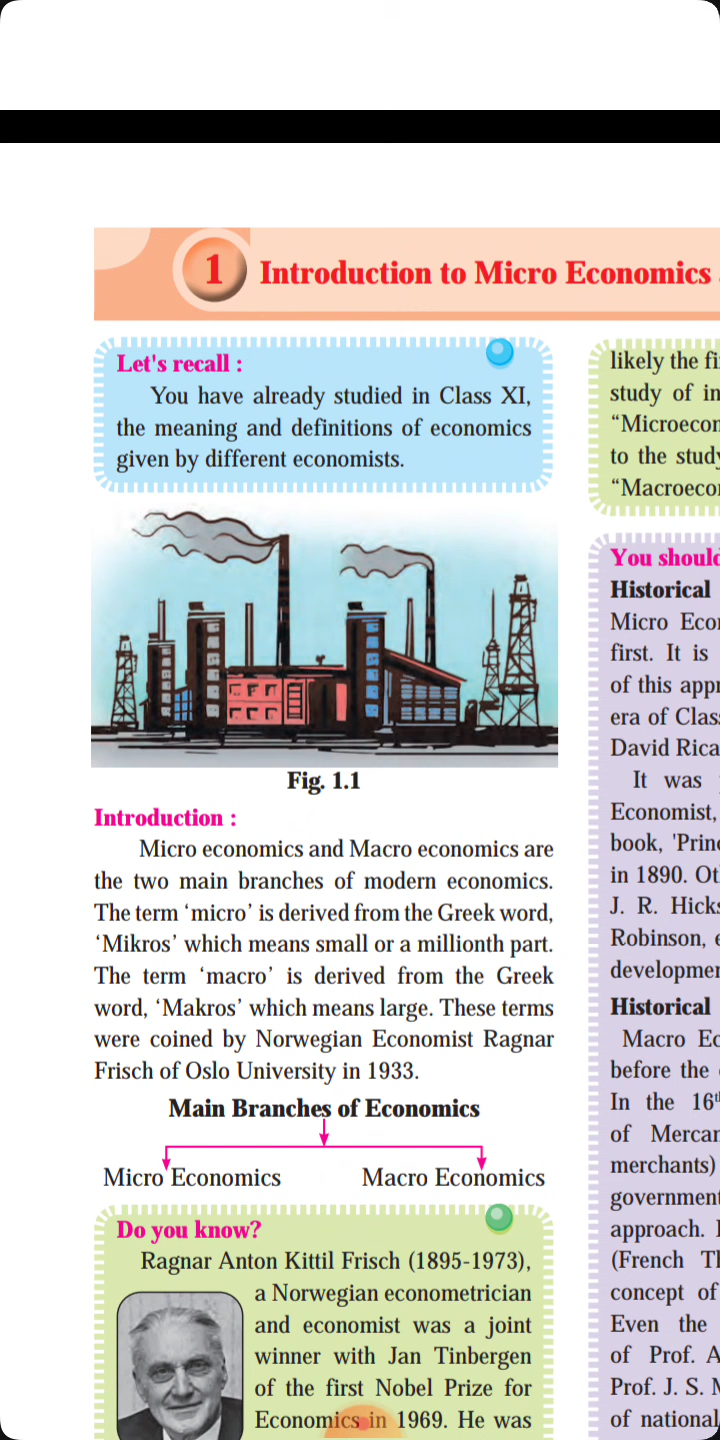 1
Introduction to Micro Economics
Let's recall :
You have already studied in Class XI,
the meaning and definitions of economics
given by different economists.
Fig. 1.1
Introduction :
Micro economics and Macro economics are
the two main branches of modern economics.
The term ‘micro’ is derived from the Greek word,
‘Mikros’ which means small or a millionth part.
The term ‘macro’ is derived from the Greek
word, ‘Makros’ which means large. These terms
were coined by Norwegian Economist Ragnar
Frisch of Oslo University in 1933.
Main Branches of Economics
Micro Economics
Macro Economics
Do you know?
Ragnar Anton Kittil Frisch (1895-1973),
a Norwegian econometrician
and economist was a joint
winner with Jan Tinbergen
of the first Nobel Prize for
Economics in 1969. He was
likely the
study of
to the
You
Historical
Micro
first. It is
of this
era of
David
It was
Economist,
book,
in 1890.
J. R.
Robinson,
Historical
Macro
before the
In the
of
merchants)
approach.
(French
concept of
Even the
of Prof. A
Prof. J. S.
of national